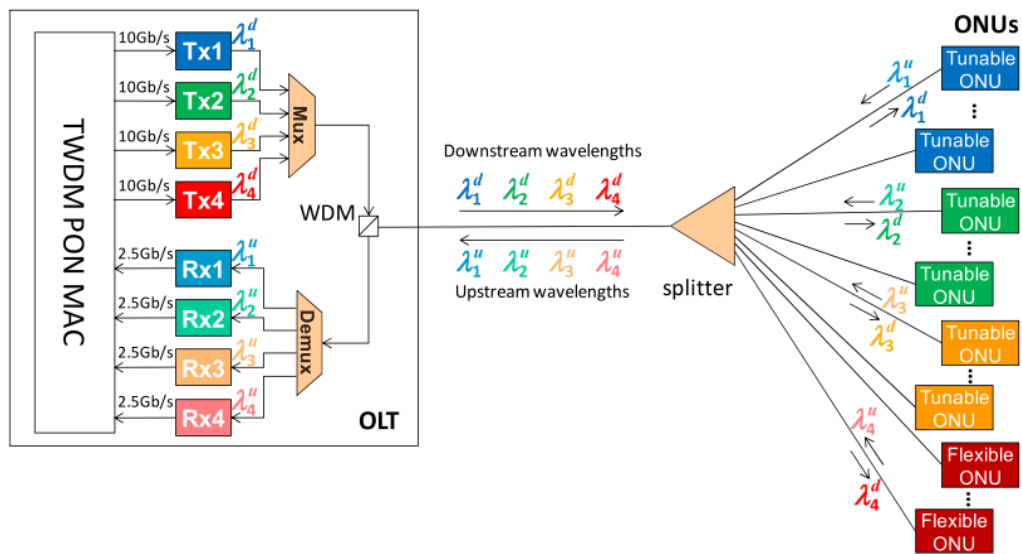 ONUs
10Gb/s Tx1 λ₁ᵈ
10Gb/s Tx2 λ₂ᵈ
10Gb/s Tx3 λ₃ᵈ
10Gb/s Tx4 λ₄ᵈ
Mux
TWDM PON MAC
WDM
2.5Gb/s Rx1 λ₁ᵘ
2.5Gb/s Rx2 λ₂ᵘ
2.5Gb/s Rx3 λ₃ᵘ
2.5Gb/s Rx4 λ₄ᵘ
Demux
OLT
Downstream wavelengths
λ₁ᵈ λ₂ᵈ λ₃ᵈ λ₄ᵈ
λ₁ᵘ λ₂ᵘ λ₃ᵘ λ₄ᵘ
Upstream wavelengths
splitter
λ₁ᵘ
λ₁ᵈ
λ₂ᵘ
λ₂ᵈ
λ₃ᵘ
λ₃ᵈ
λ₄ᵘ
λ₄ᵈ
Tunable
ONU
Tunable
ONU
Tunable
ONU
Tunable
ONU
Tunable
ONU
Tunable
ONU
Flexible
ONU
Flexible
ONU